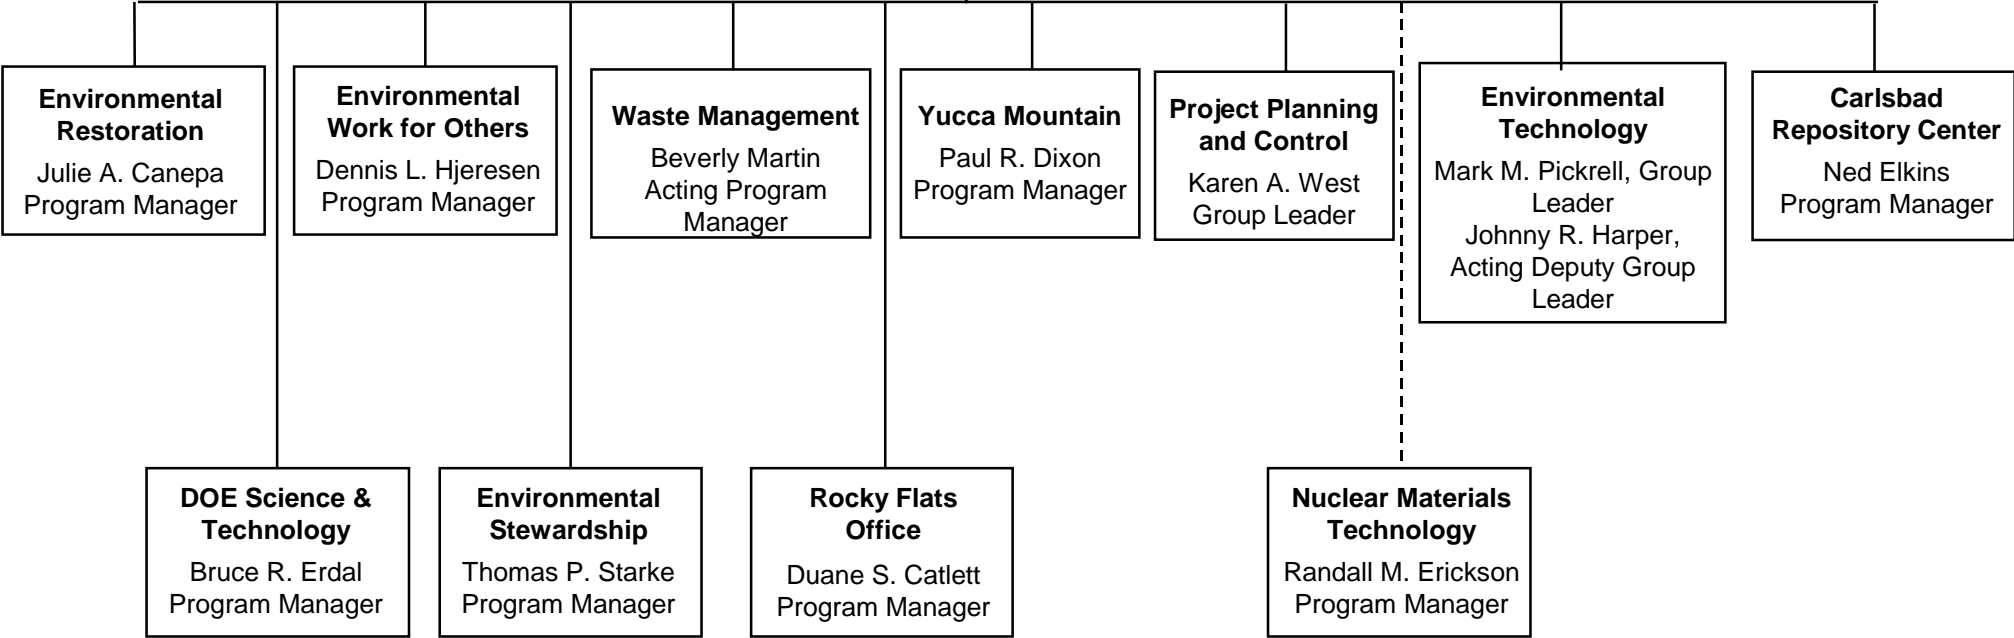 Environmental
Restoration
Julie A. Canepa
Program Manager
Environmental
Work for Others
Dennis L. Hjeresen
Program Manager
Waste Management
Beverly Martin
Acting Program
Manager
Yucca Mountain
Paul R. Dixon
Program Manager
Project Planning
and Control
Karen A. West
Group Leader
Environmental
Technology
Mark M. Pickrell, Group
Leader
Johnny R. Harper,
Acting Deputy Group
Leader
Carlsbad
Repository Center
Ned Elkins
Program Manager
DOE Science &
Technology
Bruce R. Erdal
Program Manager
Environmental
Stewardship
Thomas P. Starke
Program Manager
Rocky Flats
Office
Duane S. Catlett
Program Manager
Nuclear Materials
Technology
Randall M. Erickson
Program Manager